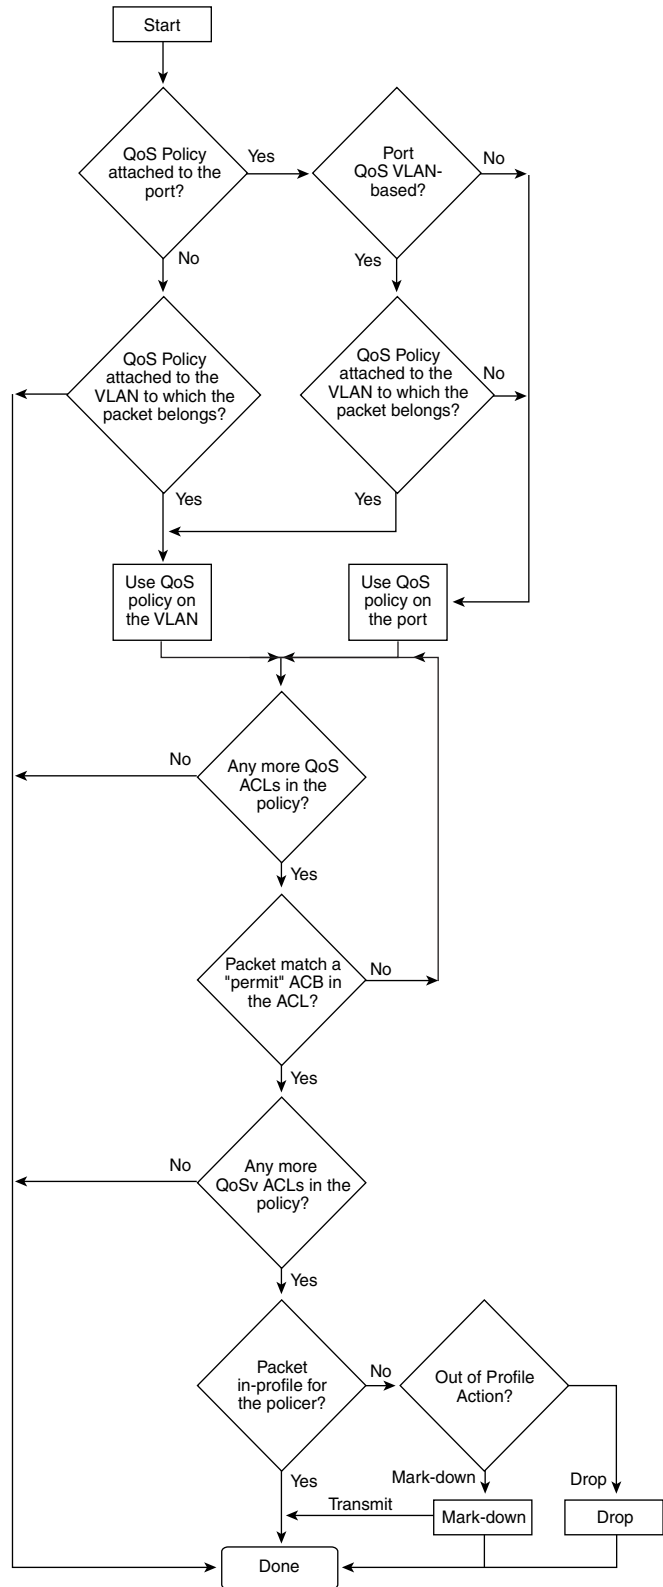 Start
QoS Policy
attached to the
port?
Yes
Port
QoS VLAN-
based?
No
No
Yes
QoS Policy
attached to the
VLAN to which the
packet belongs?
QoS Policy
attached to the
VLAN to which the
packet belongs?
No
Yes
Yes
Use QoS
policy on
the VLAN
Use QoS
policy on
the port
No
Any more QoS
ACLs in the
policy?
Yes
Packet match a
"permit" ACB in
the ACL?
No
Yes
No
Any more
QoSv ACLs in the
policy?
Yes
Packet
in-profile for
the policer?
No
Out of Profile
Action?
Yes
Mark-down
Drop
Transmit
Mark-down
Drop
Done